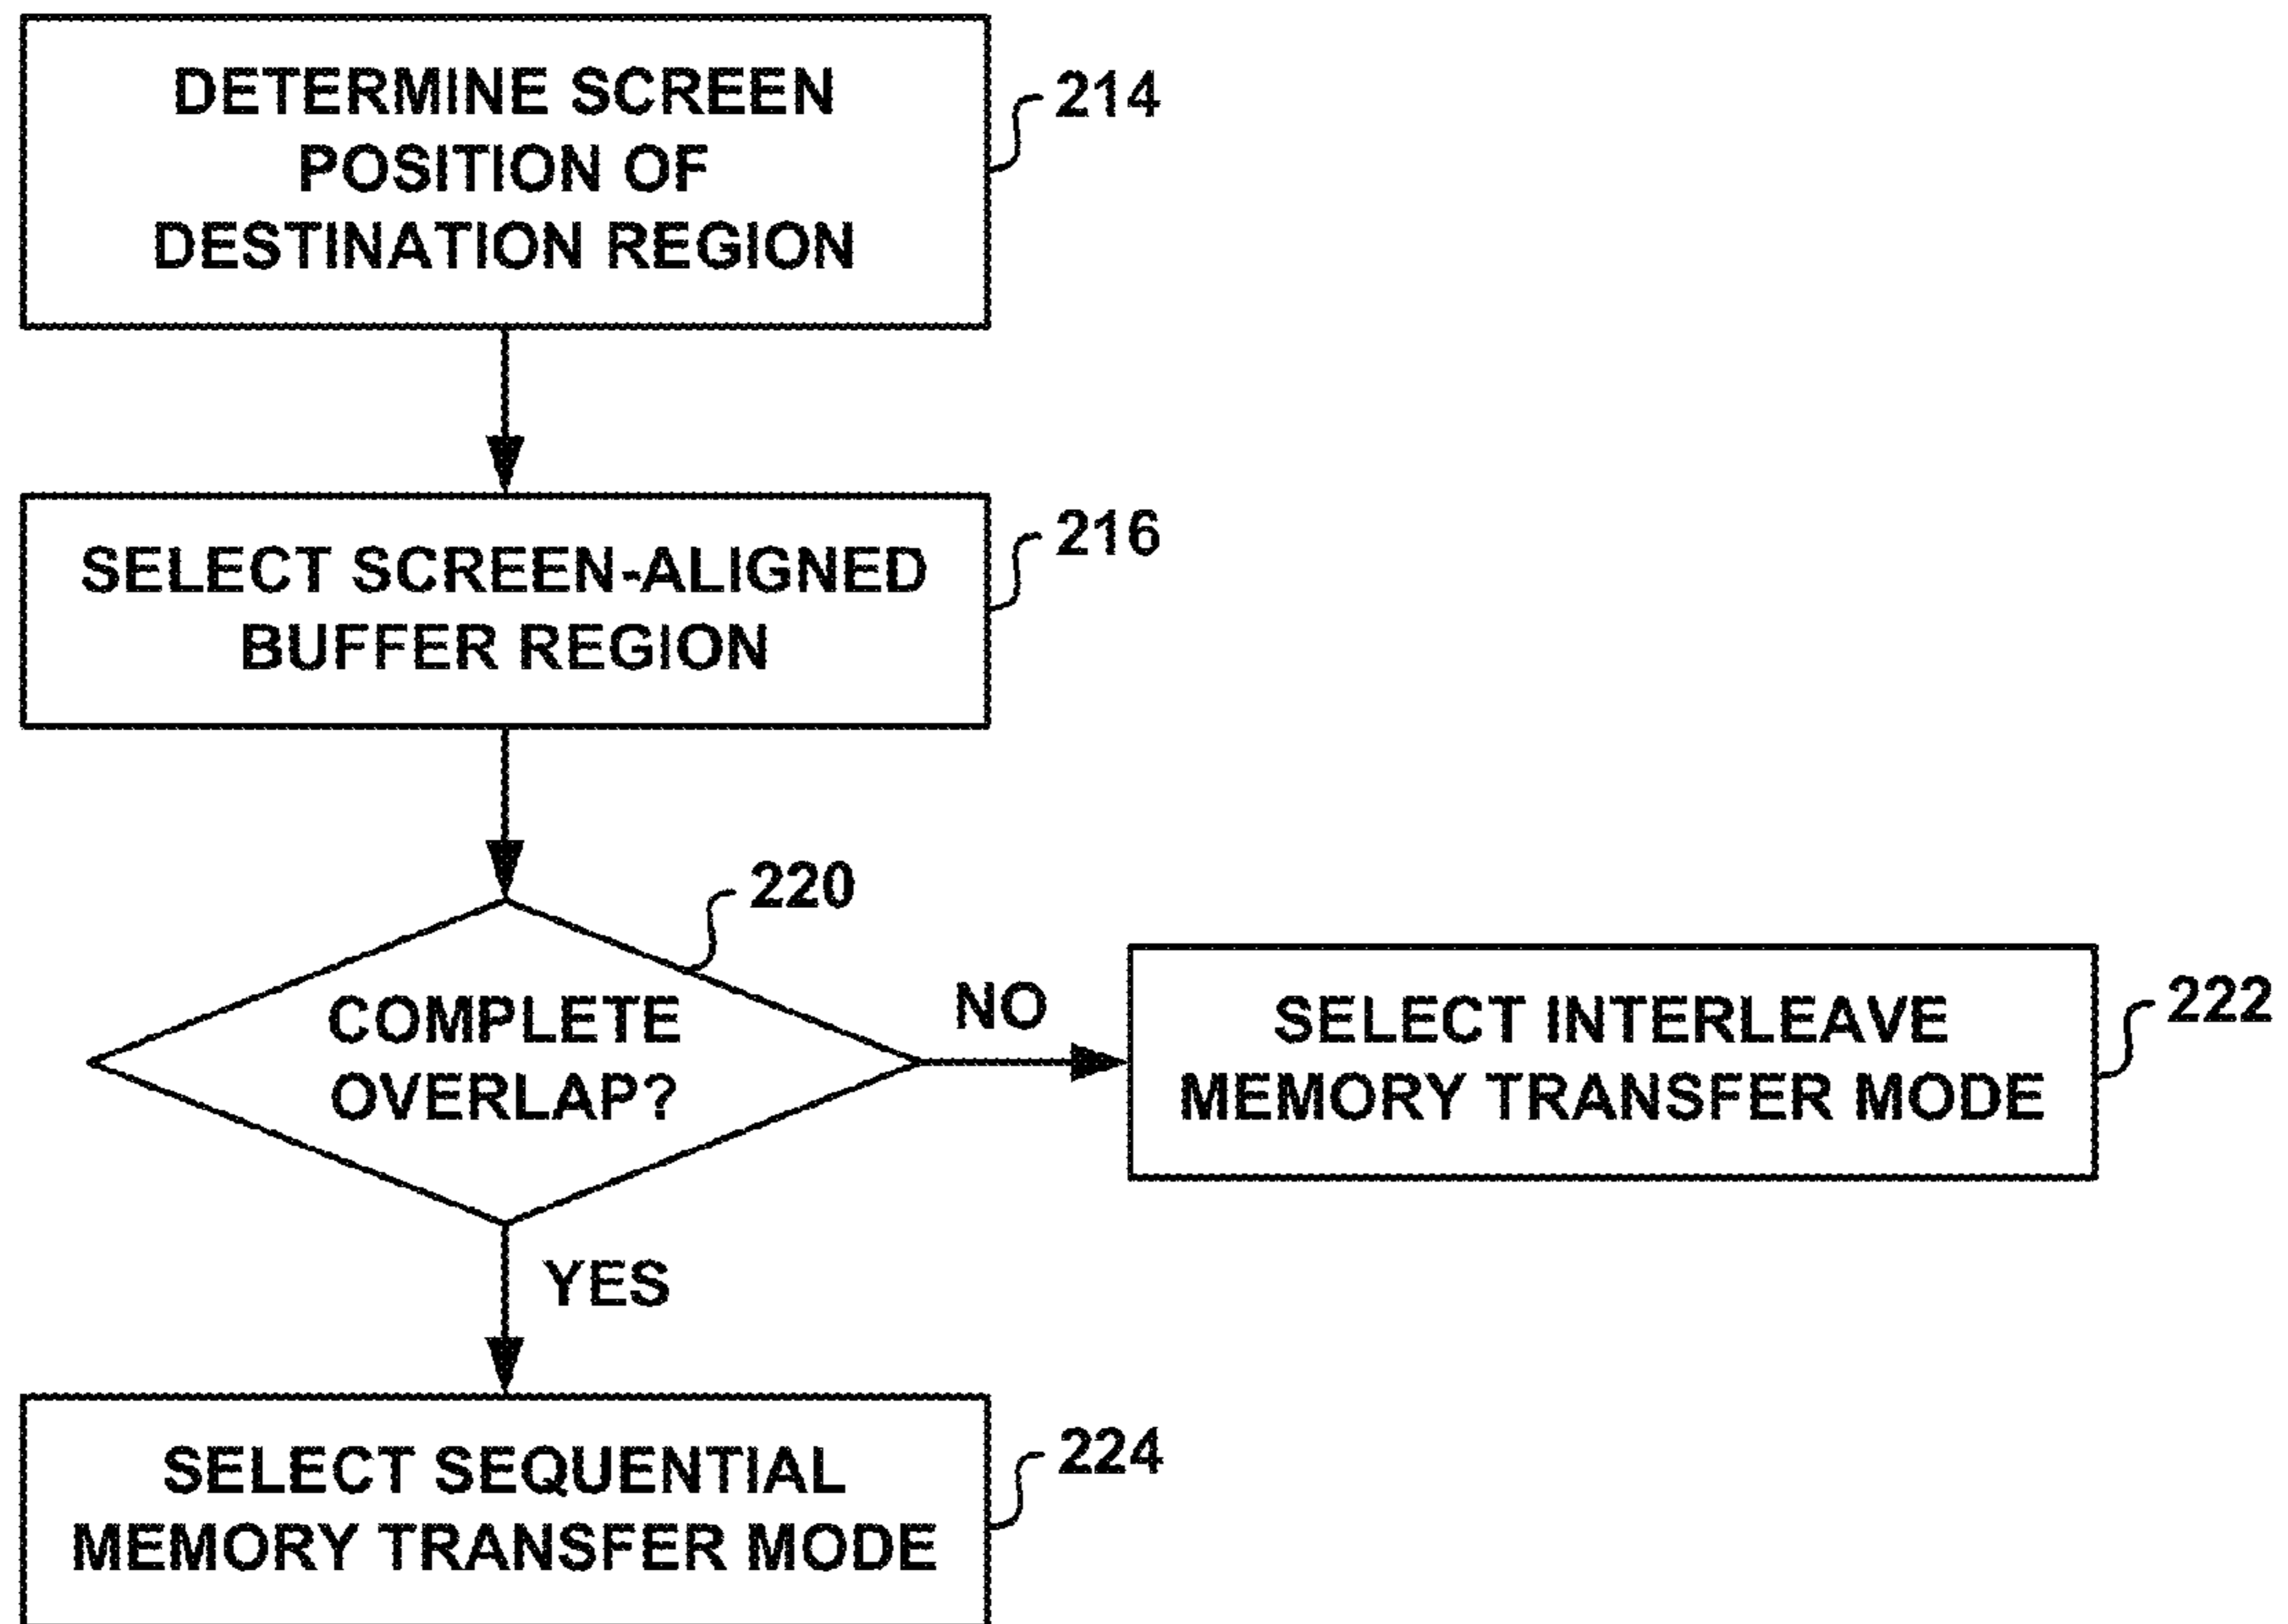 DETERMINE SCREEN
POSITION OF
DESTINATION REGION
214
SELECT SCREEN-ALIGNED
BUFFER REGION
216
COMPLETE
OVERLAP?
220
NO
SELECT INTERLEAVE
MEMORY TRANSFER MODE
222
YES
SELECT SEQUENTIAL
MEMORY TRANSFER MODE
224